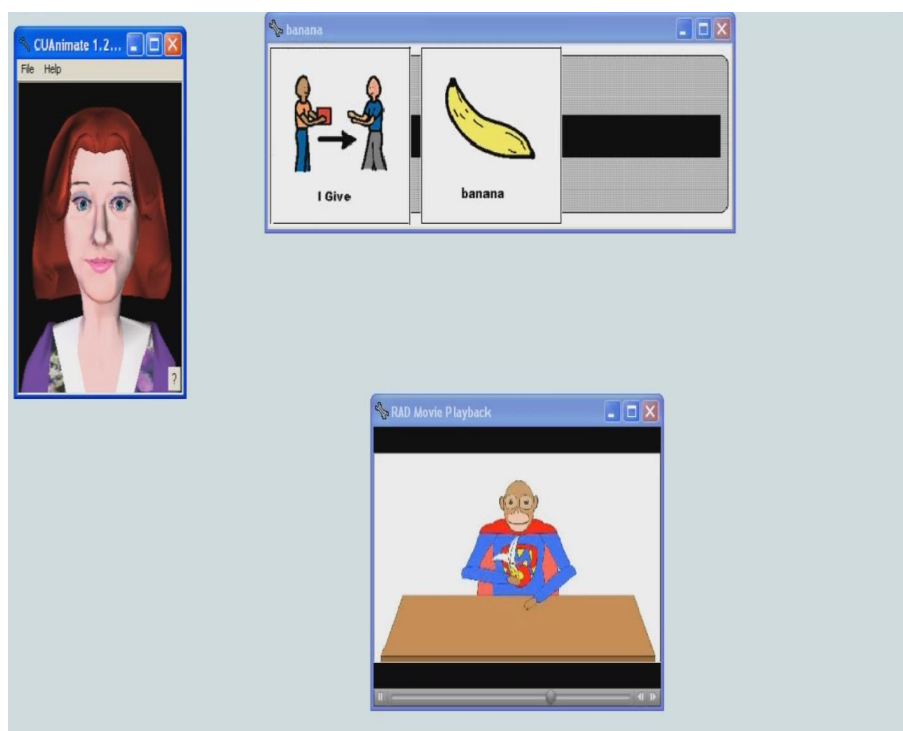 CUAnimate 1.2...
File Help
?
banana
I Give
banana
RAD Movie Playback